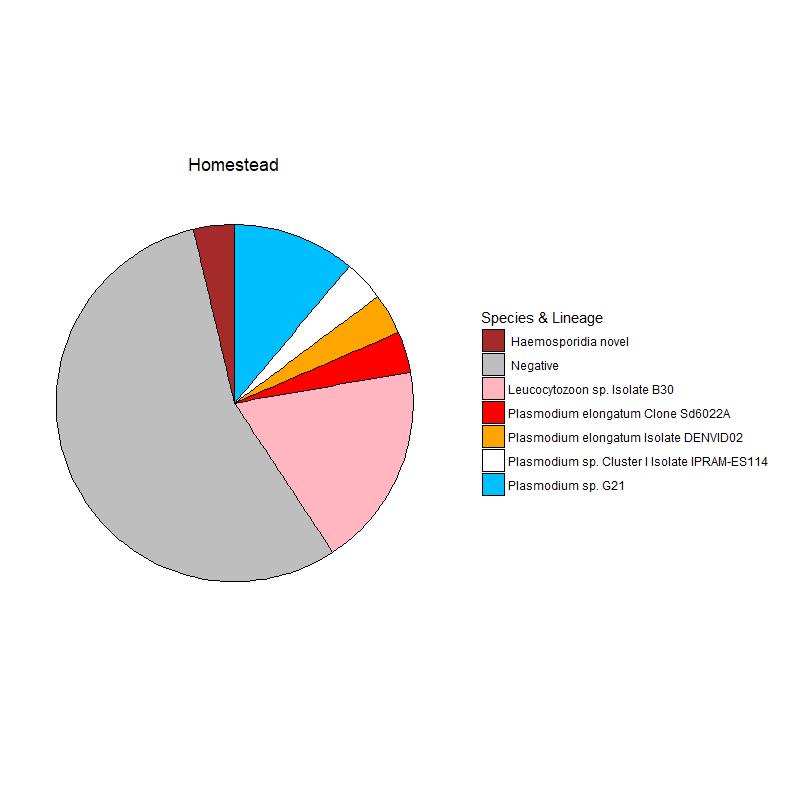 Homestead
Species & Lineage
Haemosporidia novel
Negative
Leucocytozoon sp. Isolate B30
Plasmodium elongatum Clone Sd6022A
Plasmodium elongatum Isolate DENVID02
Plasmodium sp. Cluster I Isolate IPRAM-ES114
Plasmodium sp. G21